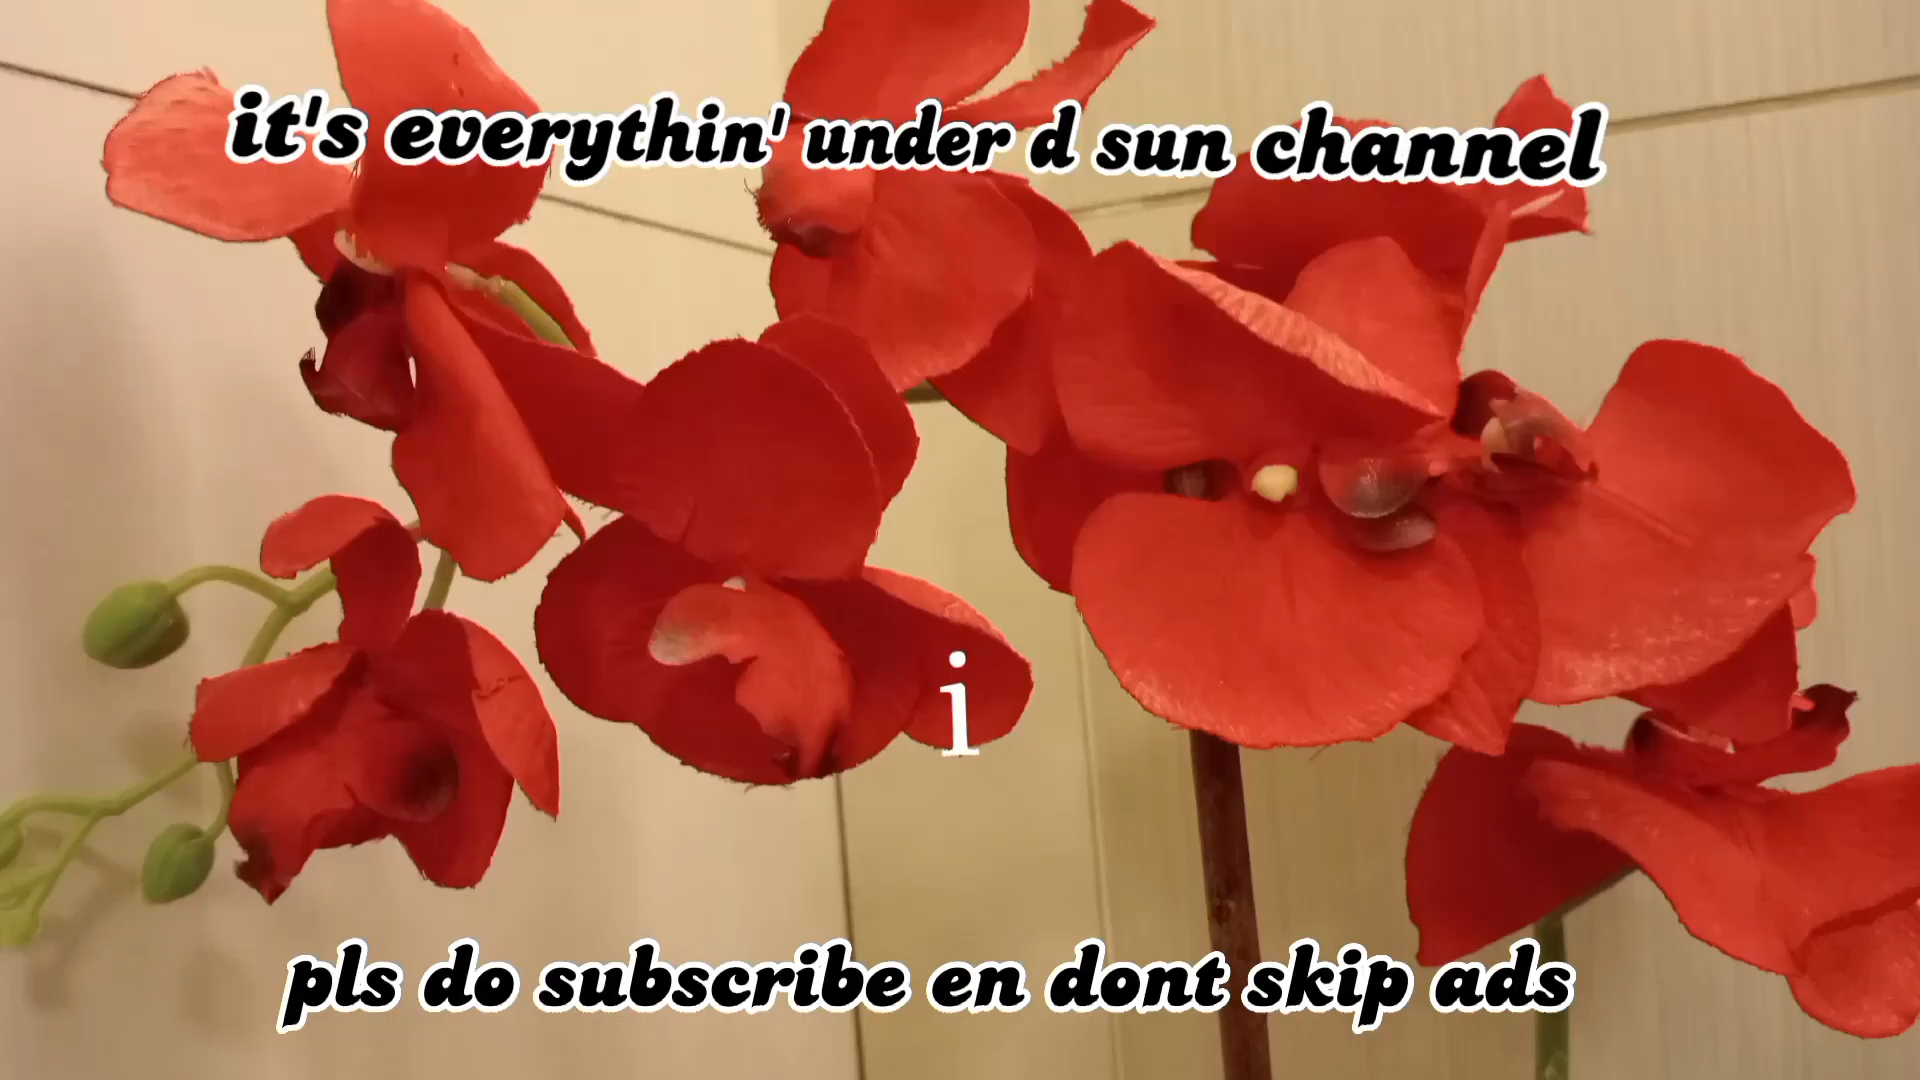 it's everythin' under d sun channel
i
pls do subscribe en dont skip ads